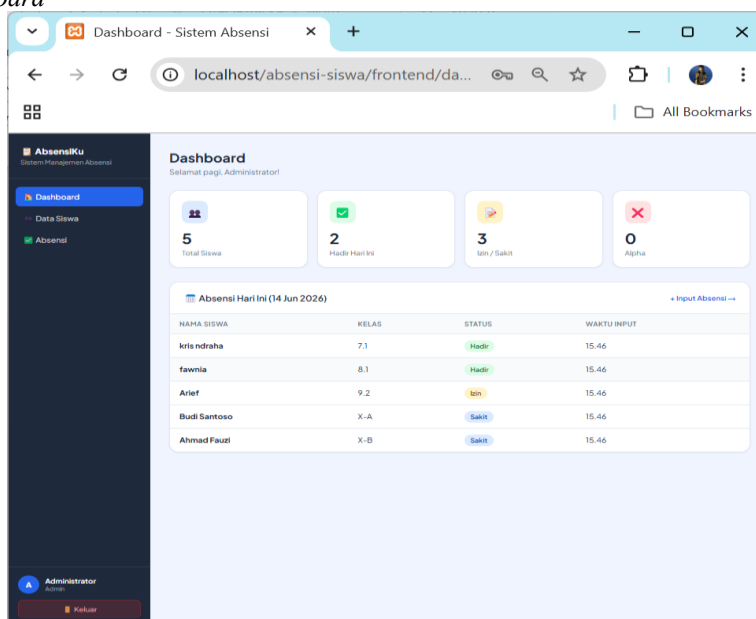 Dashboard - Sistem Absensi
localhost/absensi-siswa/frontend/da...
All Bookmarks
AbsensiKu
Sistem Manajemen Absensi
Dashboard
Data Siswa
Absensi
Administrator
Admin
Keluar
Dashboard
Selamat pagi, Administrator!
5
Total Siswa
2
Hadir Hari Ini
3
Izin / Sakit
0
Alpha
Absensi Hari Ini (14 Jun 2026)
+ Input Absensi →
NAMA SISWA KELAS STATUS WAKTU INPUT
kris ndraha 7.1 Hadir 15.46
fawnia 8.1 Hadir 15.46
Arief 9.2 Izin 15.46
Budi Santoso X-A Sakit 15.46
Ahmad Fauzi X-B Sakit 15.46
A